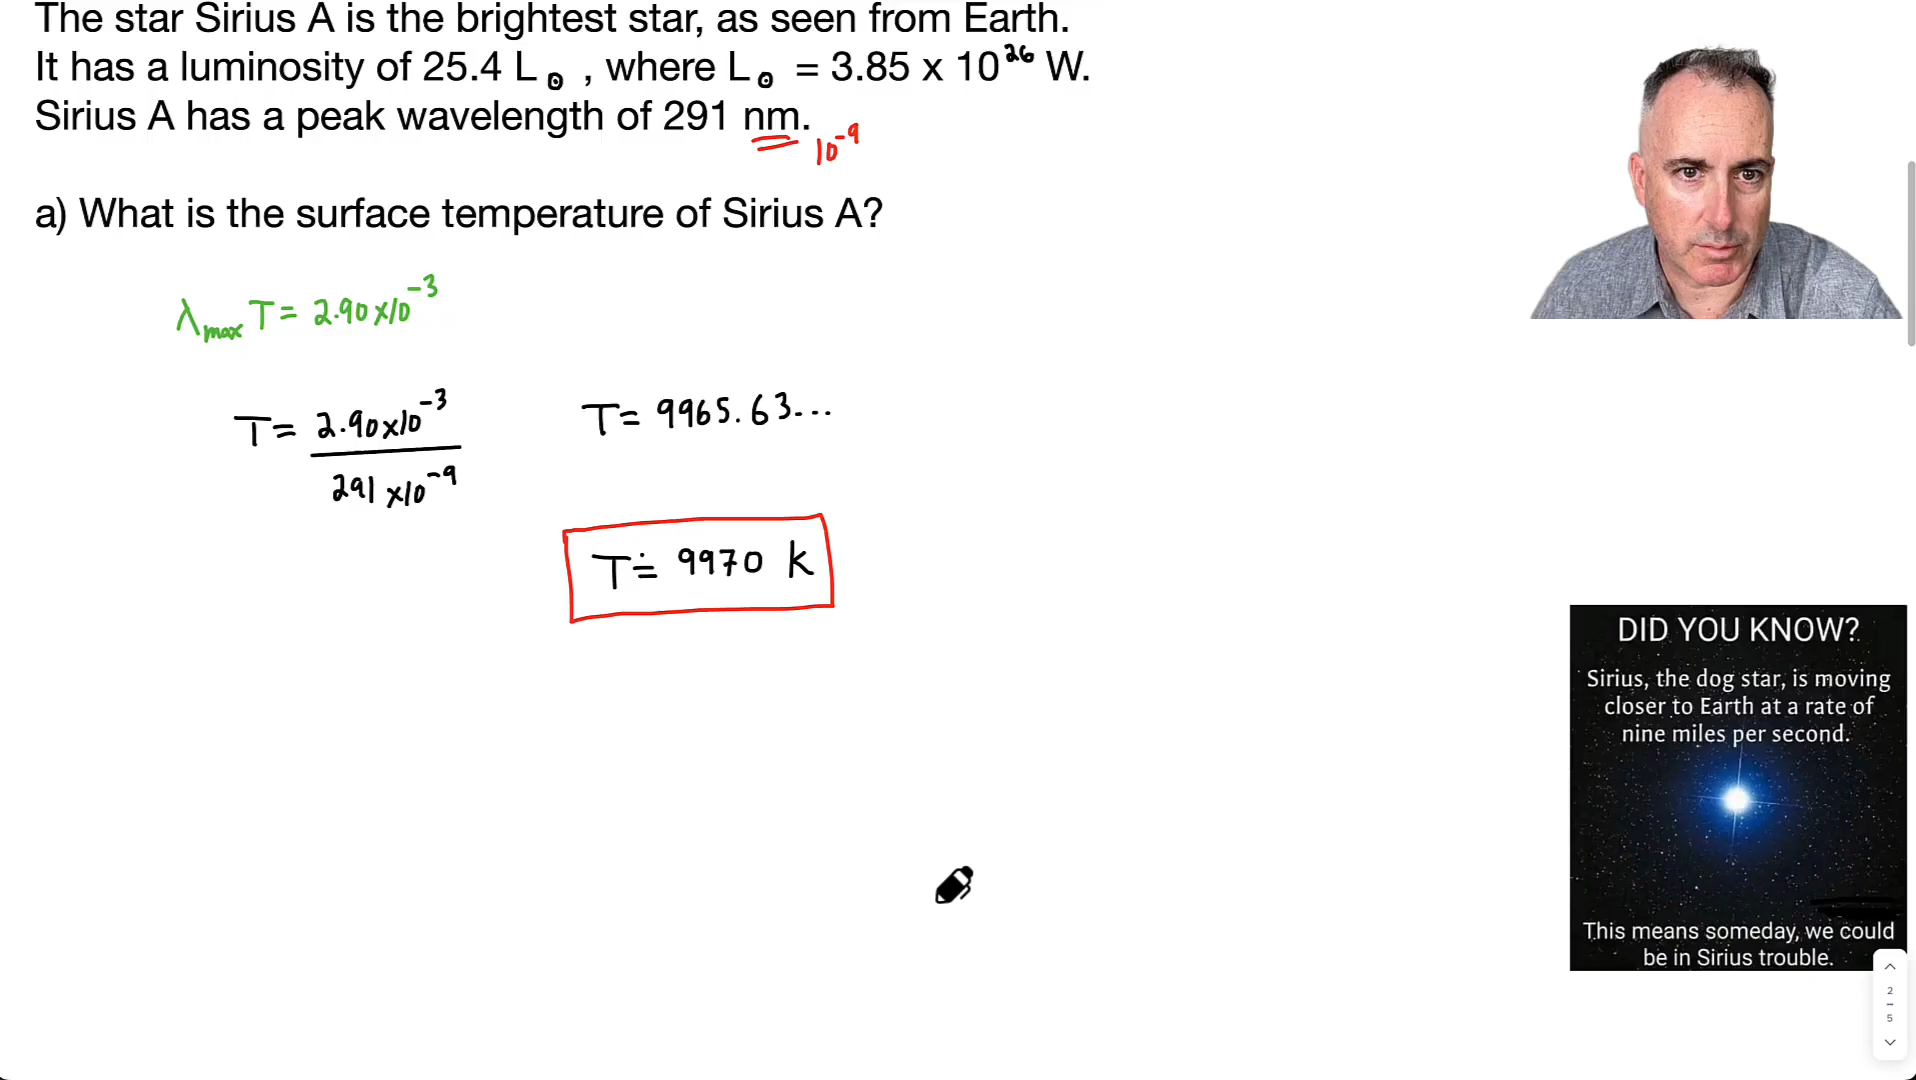 The star Sirius A is the brightest star, as seen from Earth.
It has a luminosity of 25.4 L⊙ , where L⊙ = 3.85 x 10²⁶ W.
Sirius A has a peak wavelength of 291 nm.
10⁻⁹
a) What is the surface temperature of Sirius A?
λmax T = 2.90×10⁻³
T = 2.90×10⁻³
291×10⁻⁹
T = 9965.63...
T ≐ 9970 K
DID YOU KNOW?
Sirius, the dog star, is moving
closer to Earth at a rate of
nine miles per second.
This means someday, we could
be in Sirius trouble.
2
–
5